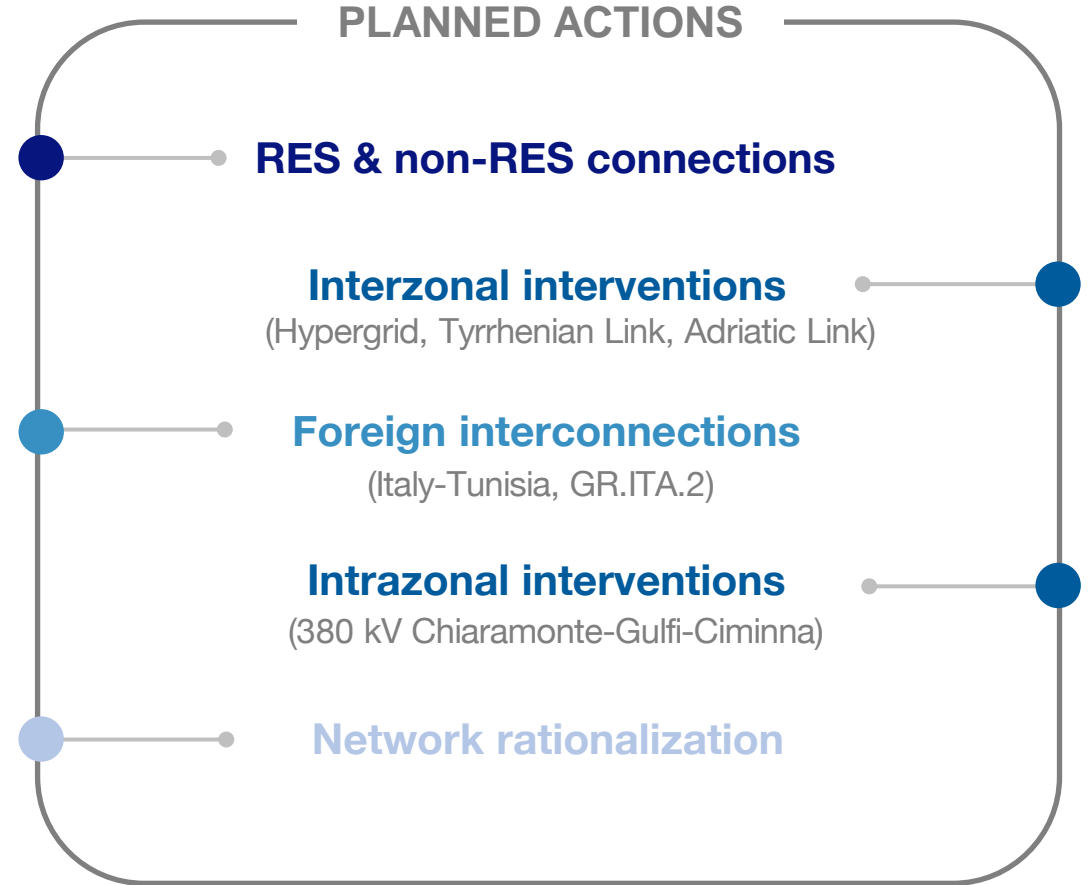 PLANNED ACTIONS
RES & non-RES connections
Interzonal interventions
(Hypergrid, Tyrrhenian Link, Adriatic Link)
Foreign interconnections
(Italy-Tunisia, GR.ITA.2)
Intrazonal interventions
(380 kV Chiaramonte-Gulfi-Ciminna)
Network rationalization